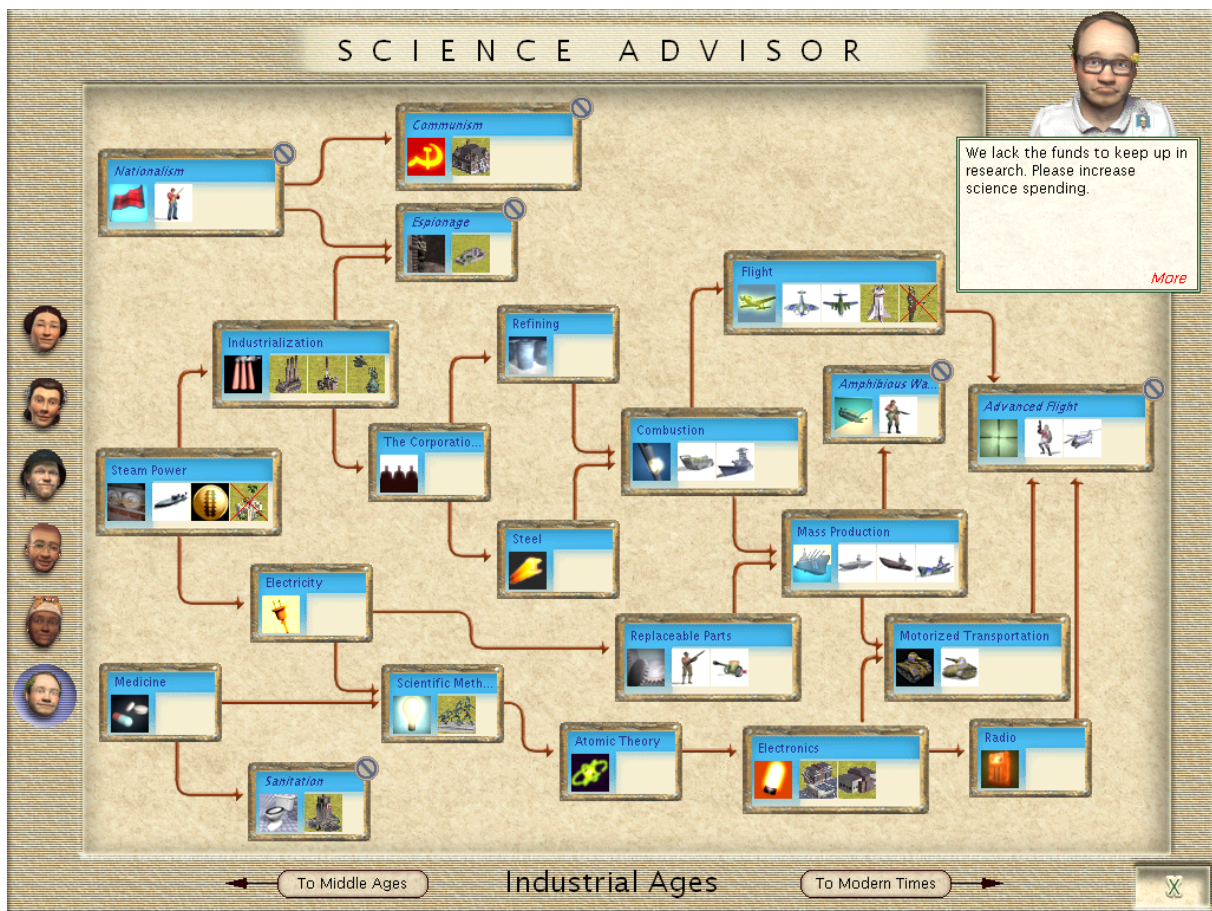 SCIENCE ADVISOR
We lack the funds to keep up in
research. Please increase
science spending.
More
Communism
Nationalism
Espionage
Flight
Refining
Industrialization
Amphibious Wa...
Advanced Flight
Combustion
The Corporatio...
Steam Power
Mass Production
Steel
Electricity
Replaceable Parts
Motorized Transportation
Medicine
Scientific Meth...
Atomic Theory
Electronics
Radio
Sanitation
To Middle Ages
Industrial Ages
To Modern Times
X